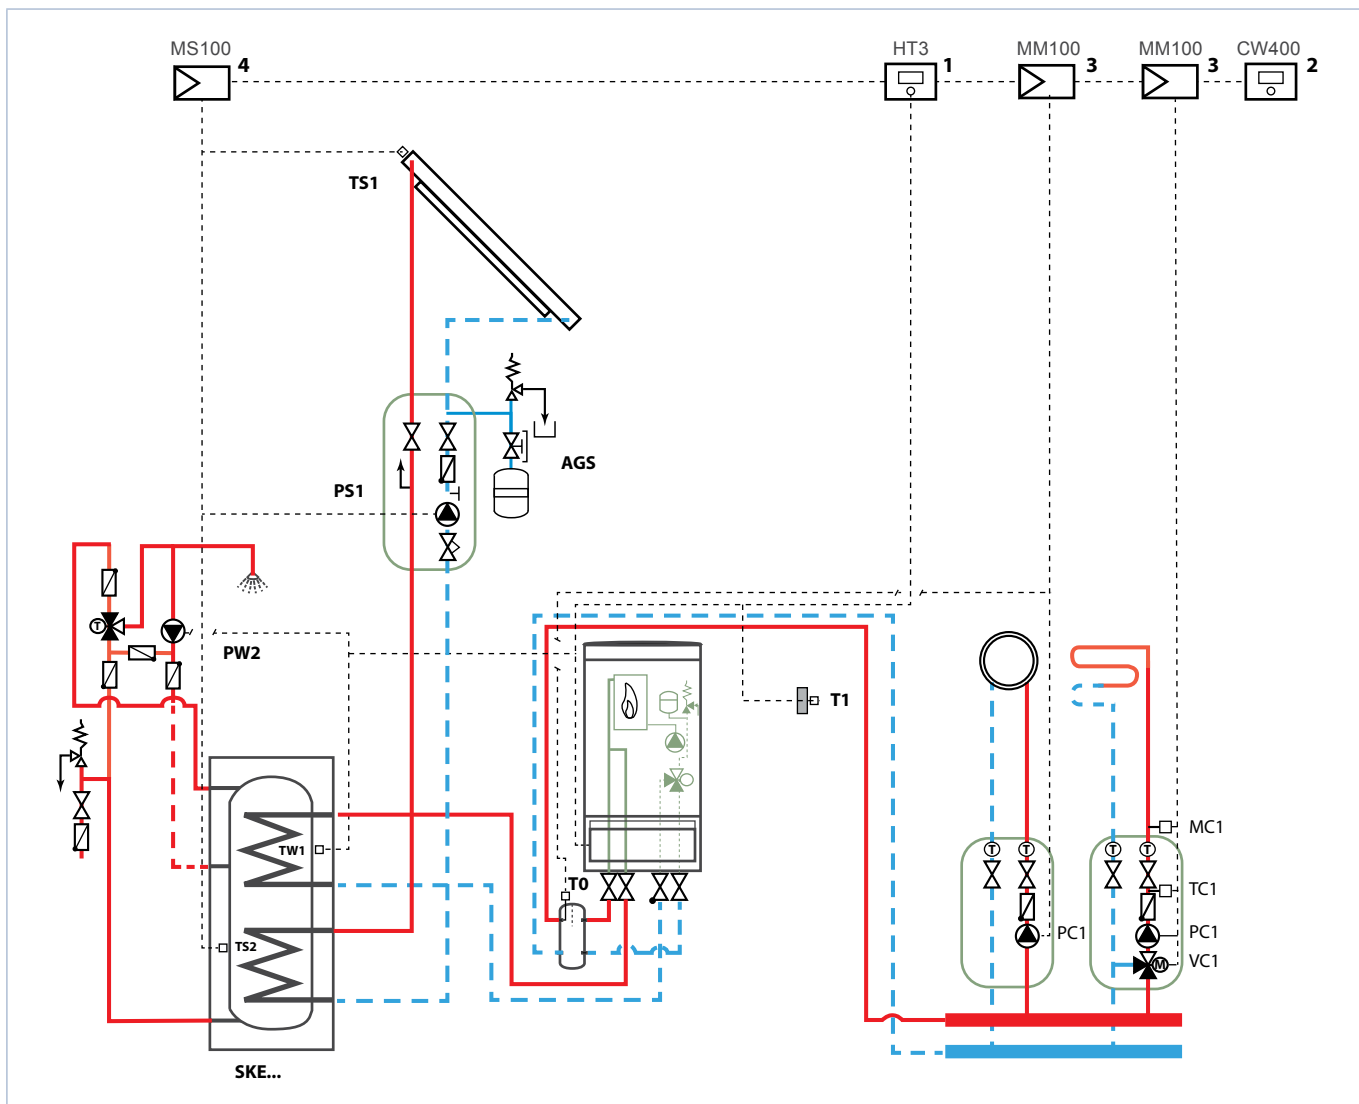 MS100 4
HT3 1
MM100 3
MM100 3
CW400 2
TS1
AGS
PS1
T
PW2
T1
MC1
T T
T T
TW1
T0
TC1
PC1
PC1
TS2
VC1
M
SKE...